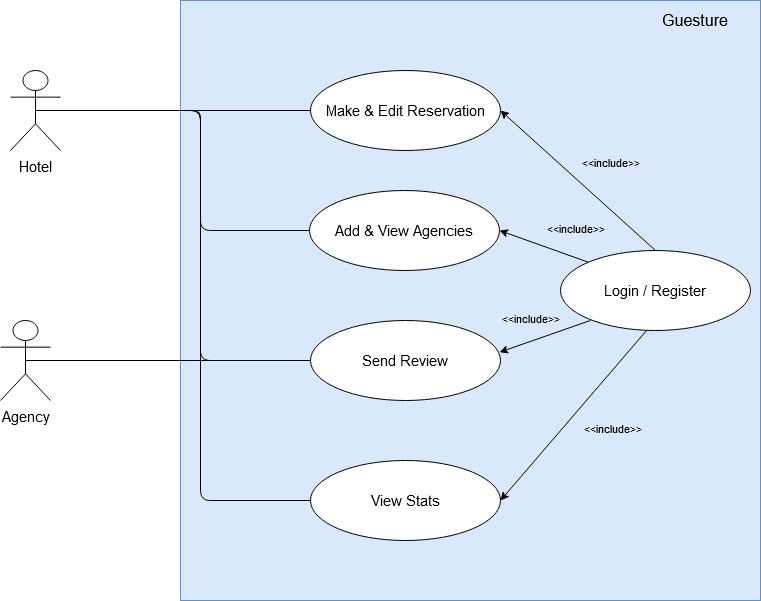 Guesture
Make & Edit Reservation
Hotel
<<include>>
Add & View Agencies
<<include>>
Login / Register
<<include>>
Send Review
Agency
<<include>>
View Stats